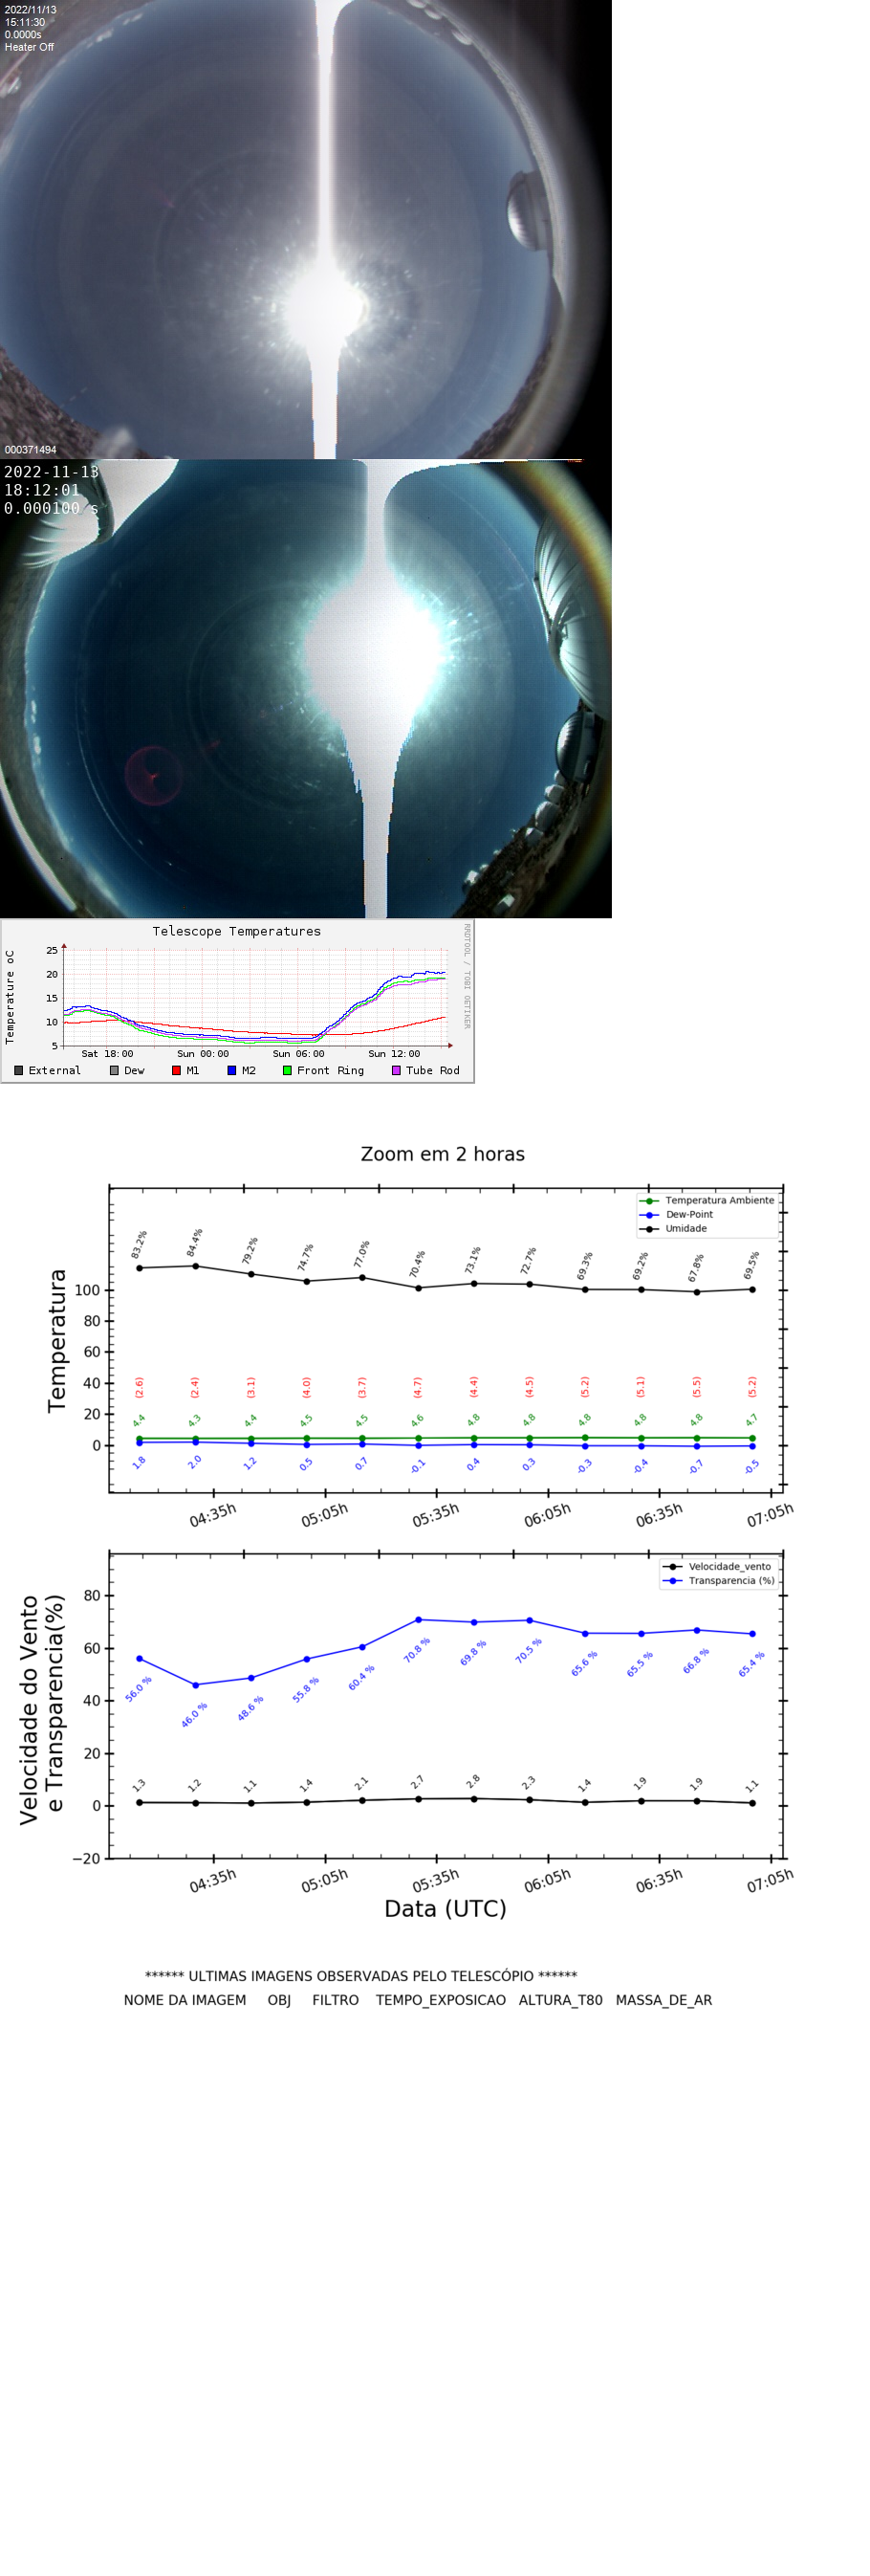 2022/11/13
15:11:30
0.0000s
Heater Off
000371494
2022-11-13
18:12:01
0.000100 s
Telescope Temperatures
RRDTOOL / TOBI OETIKER
Temperature oC
25
20
15
10
5
Sat 18:00 Sun 00:00 Sun 06:00 Sun 12:00
External Dew M1 M2 Front Ring Tube Rod
Zoom em 2 horas
Temperatura Ambiente
Dew-Point
Umidade
Temperatura
83.2% 84.4% 79.2% 74.7% 77.0% 70.4% 73.1% 72.7% 69.3% 69.2% 67.8% 69.5%
100
80
60
40
20
0
(2.6) (2.4) (3.1) (4.0) (3.7) (4.7) (4.4) (4.5) (5.2) (5.1) (5.5) (5.2)
4.4 4.3 4.4 4.5 4.5 4.6 4.8 4.8 4.8 4.8 4.8 4.7
1.8 2.0 1.2 0.5 0.7 -0.1 0.4 0.3 -0.3 -0.4 -0.7 -0.5
04:35h 05:05h 05:35h 06:05h 06:35h 07:05h
Velocidade_vento
Transparencia (%)
Velocidade do Vento
e Transparencia(%)
80
60
40
20
0
−20
56.0 % 46.0 % 48.6 % 55.8 % 60.4 % 70.8 % 69.8 % 70.5 % 65.6 % 65.5 % 66.8 % 65.4 %
1.3 1.2 1.1 1.4 2.1 2.7 2.8 2.3 1.4 1.9 1.9 1.1
04:35h 05:05h 05:35h 06:05h 06:35h 07:05h
Data (UTC)
****** ULTIMAS IMAGENS OBSERVADAS PELO TELESCÓPIO ******
NOME DA IMAGEM OBJ FILTRO TEMPO_EXPOSICAO ALTURA_T80 MASSA_DE_AR